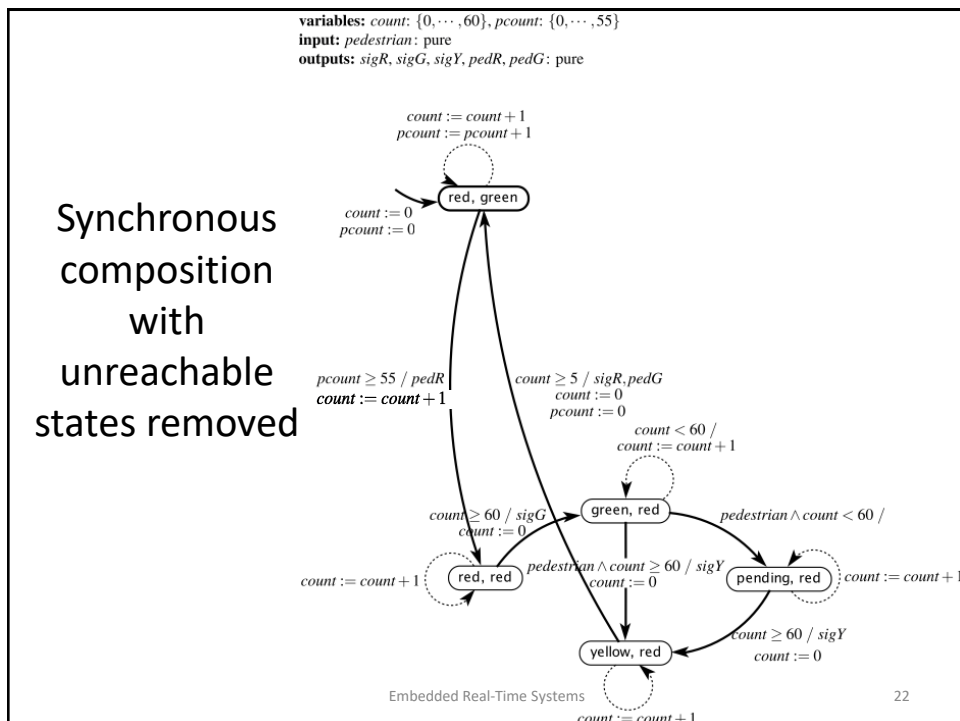 variables: count: {0, ⋯, 60}, pcount: {0, ⋯, 55}
input: pedestrian: pure
outputs: sigR, sigG, sigY, pedR, pedG: pure
count := count + 1
pcount := pcount + 1
red, green
count := 0
pcount := 0
Synchronous
composition
with
unreachable
states removed
pcount ≥ 55 / pedR
count := count + 1
count ≥ 5 / sigR, pedG
count := 0
pcount := 0
count < 60 /
count := count + 1
green, red
count ≥ 60 / sigG
count := 0
pedestrian ∧ count < 60 /
red, red
count := count + 1
pedestrian ∧ count ≥ 60 / sigY
count := 0
pending, red
count := count + 1
count ≥ 60 / sigY
count := 0
yellow, red
count := count + 1
Embedded Real-Time Systems
22